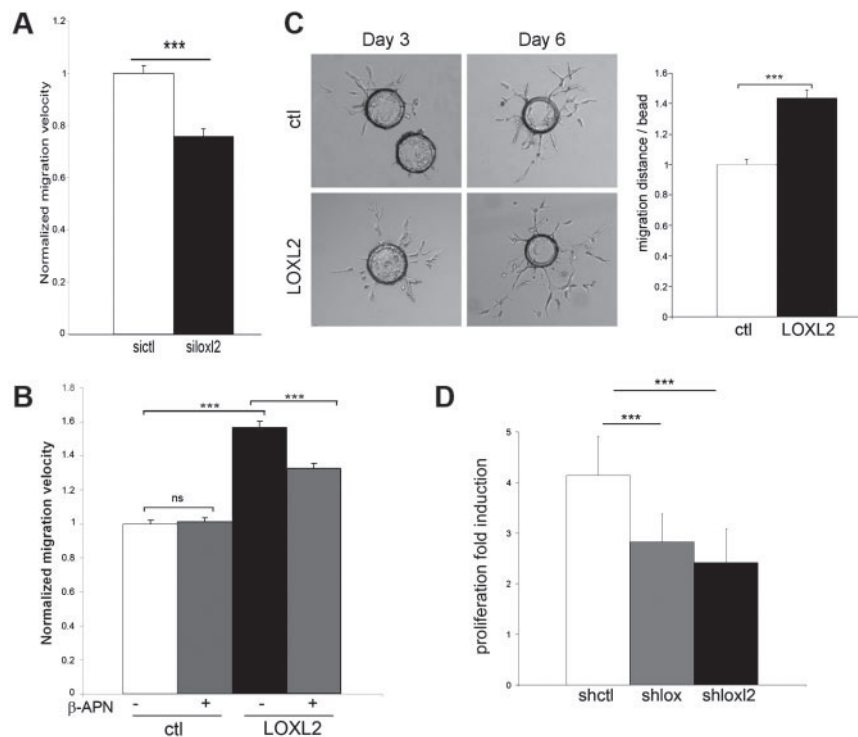 A
Normalized migration velocity
1.2
1
0.8
0.6
0.4
0.2
0
***
sictl siloxl2
C
Day 3 Day 6
ctl
LOXL2
migration distance / bead
1.6
1.4
1.2
1
0.8
0.6
0.4
0.2
0
***
ctl LOXL2
B
Normalized migration velocity
1.8
1.6
1.4
1.2
1
0.8
0.6
0.4
0.2
0
*** ***
ns
β-APN - + - +
ctl LOXL2
D
proliferation fold induction
5
4
3
2
1
0
***
***
shctl shlox shloxl2